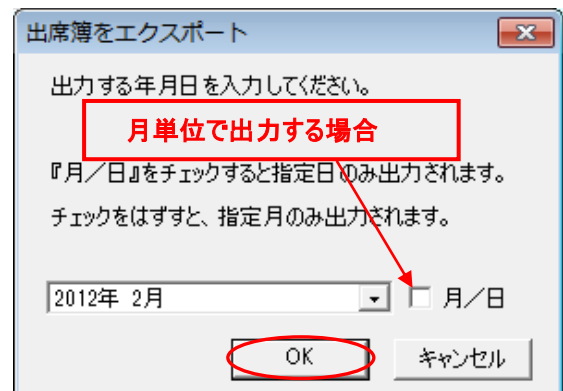 出席簿をエクスポート
出力する年月日を入力してください。
月単位で出力する場合
『月／日』をチェックすると指定日のみ出力されます。
チェックをはずすと、指定月のみ出力されます。
2012年 2月
月／日
OK
キャンセル